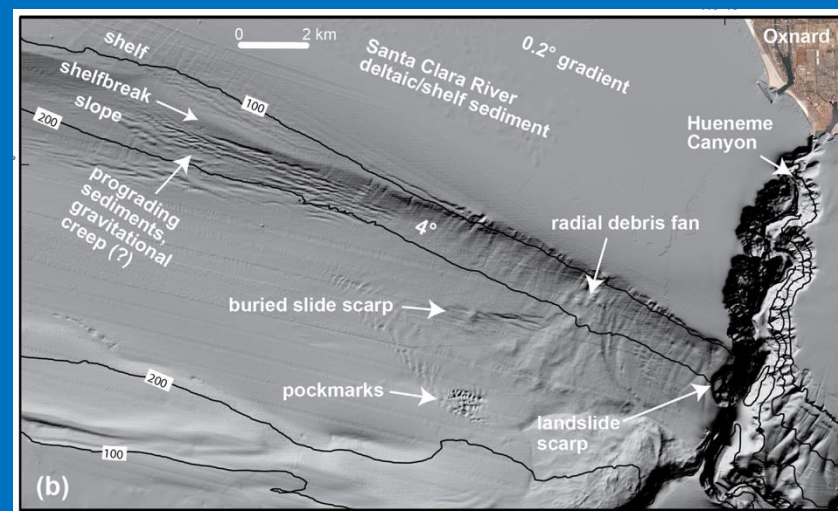 shelf
shelfbreak
slope
200
100
0 2 km
Santa Clara River
deltaic/shelf sediment
0.2° gradient
Oxnard
Hueneme
Canyon
prograding
sediments,
gravitational
creep (?)
4°
radial debris fan
buried slide scarp
pockmarks
landslide
scarp
200
100
(b)